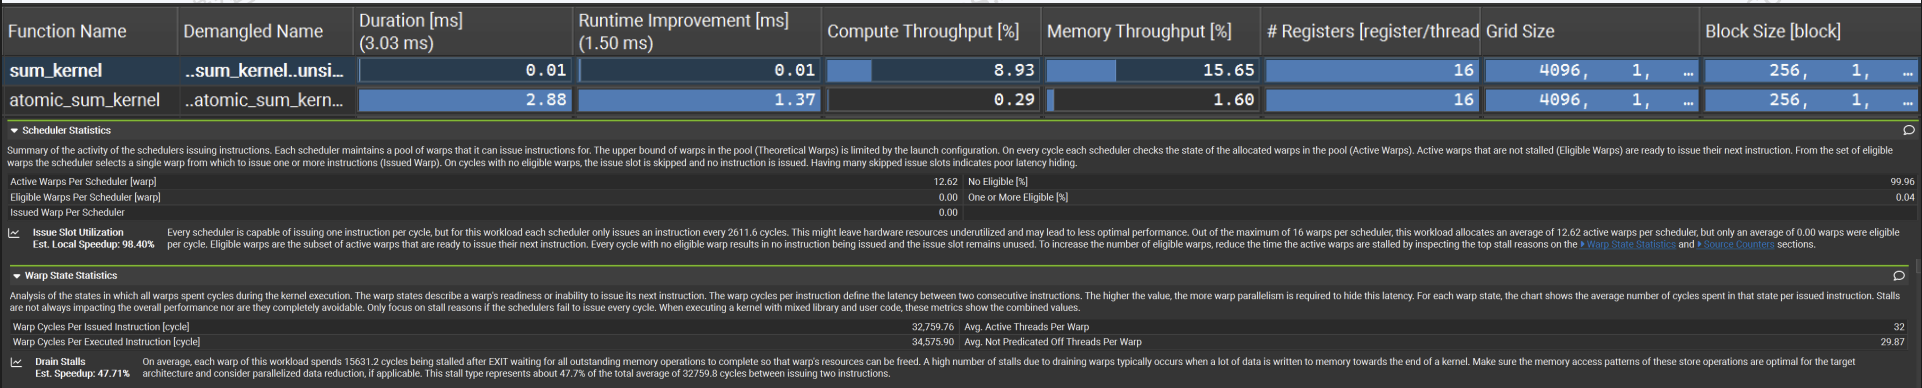 Function Name Demangled Name Duration [ms] (3.03 ms) Runtime Improvement [ms] (1.50 ms) Compute Throughput [%] Memory Throughput [%] # Registers [register/thread Grid Size Block Size [block]
sum_kernel ..sum_kernel..unsi... 0.01 0.01 8.93 15.65 16 4096, 1, ... 256, 1, ...
atomic_sum_kernel ..atomic_sum_kern... 2.88 1.37 0.29 1.60 16 4096, 1, ... 256, 1, ...
Scheduler Statistics
Summary of the activity of the schedulers issuing instructions. Each scheduler maintains a pool of warps that it can issue instructions for. The upper bound of warps in the pool (Theoretical Warps) is limited by the launch configuration. On every cycle each scheduler checks the state of the allocated warps in the pool (Active Warps). Active warps that are not stalled (Eligible Warps) are ready to issue their next instruction. From the set of eligible
warps the scheduler selects a single warp from which to issue one or more instructions (Issued Warp). On cycles with no eligible warps, the issue slot is skipped and no instruction is issued. Having many skipped issue slots indicates poor latency hiding.
Active Warps Per Scheduler [warp] 12.62 No Eligible [%] 99.96
Eligible Warps Per Scheduler [warp] 0.00 One or More Eligible [%] 0.04
Issued Warp Per Scheduler 0.00
Issue Slot Utilization
Est. Local Speedup: 98.40%
Every scheduler is capable of issuing one instruction per cycle, but for this workload each scheduler only issues an instruction every 2611.6 cycles. This might leave hardware resources underutilized and may lead to less optimal performance. Out of the maximum of 16 warps per scheduler, this workload allocates an average of 12.62 active warps per scheduler, but only an average of 0.00 warps were eligible
per cycle. Eligible warps are the subset of active warps that are ready to issue their next instruction. Every cycle with no eligible warp results in no instruction being issued and the issue slot remains unused. To increase the number of eligible warps, reduce the time the active warps are stalled by inspecting the top stall reasons on the Warp State Statistics and Source Counters sections.
Warp State Statistics
Analysis of the states in which all warps spent cycles during the kernel execution. The warp states describe a warp's readiness or inability to issue its next instruction. The warp cycles per instruction define the latency between two consecutive instructions. The higher the value, the more warp parallelism is required to hide this latency. For each warp state, the chart shows the average number of cycles spent in that state per issued instruction. Stalls
are not always impacting the overall performance nor are they completely avoidable. Only focus on stall reasons if the schedulers fail to issue every cycle. When executing a kernel with mixed library and user code, these metrics show the combined values.
Warp Cycles Per Issued Instruction [cycle] 32,759.76 Avg. Active Threads Per Warp 32
Warp Cycles Per Executed Instruction [cycle] 34,575.90 Avg. Not Predicated Off Threads Per Warp 29.87
Drain Stalls
Est. Speedup: 47.71%
On average, each warp of this workload spends 15631.2 cycles being stalled after EXIT waiting for all outstanding memory operations to complete so that warp's resources can be freed. A high number of stalls due to draining warps typically occurs when a lot of data is written to memory towards the end of a kernel. Make sure the memory access patterns of these store operations are optimal for the target
architecture and consider parallelized data reduction, if applicable. This stall type represents about 47.7% of the total average of 32759.8 cycles between issuing two instructions.